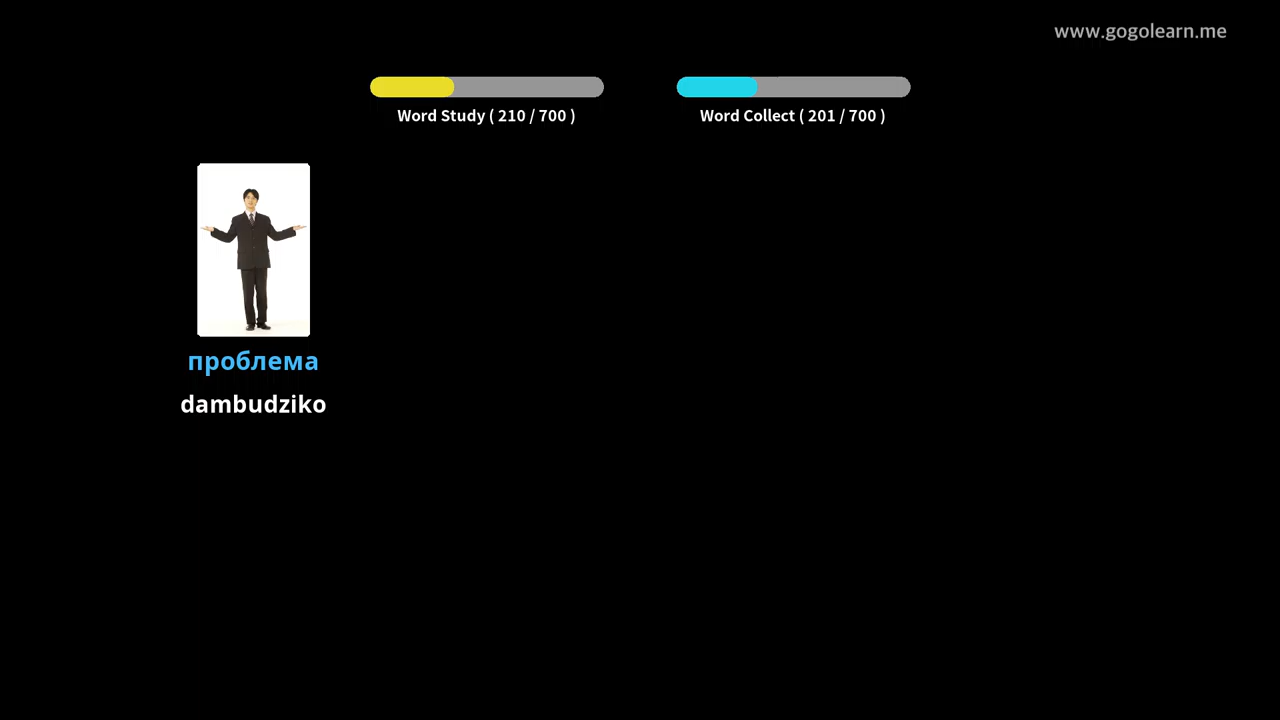 www.gogolearn.me
Word Study ( 210 / 700 )
Word Collect ( 201 / 700 )
проблема
dambudziko